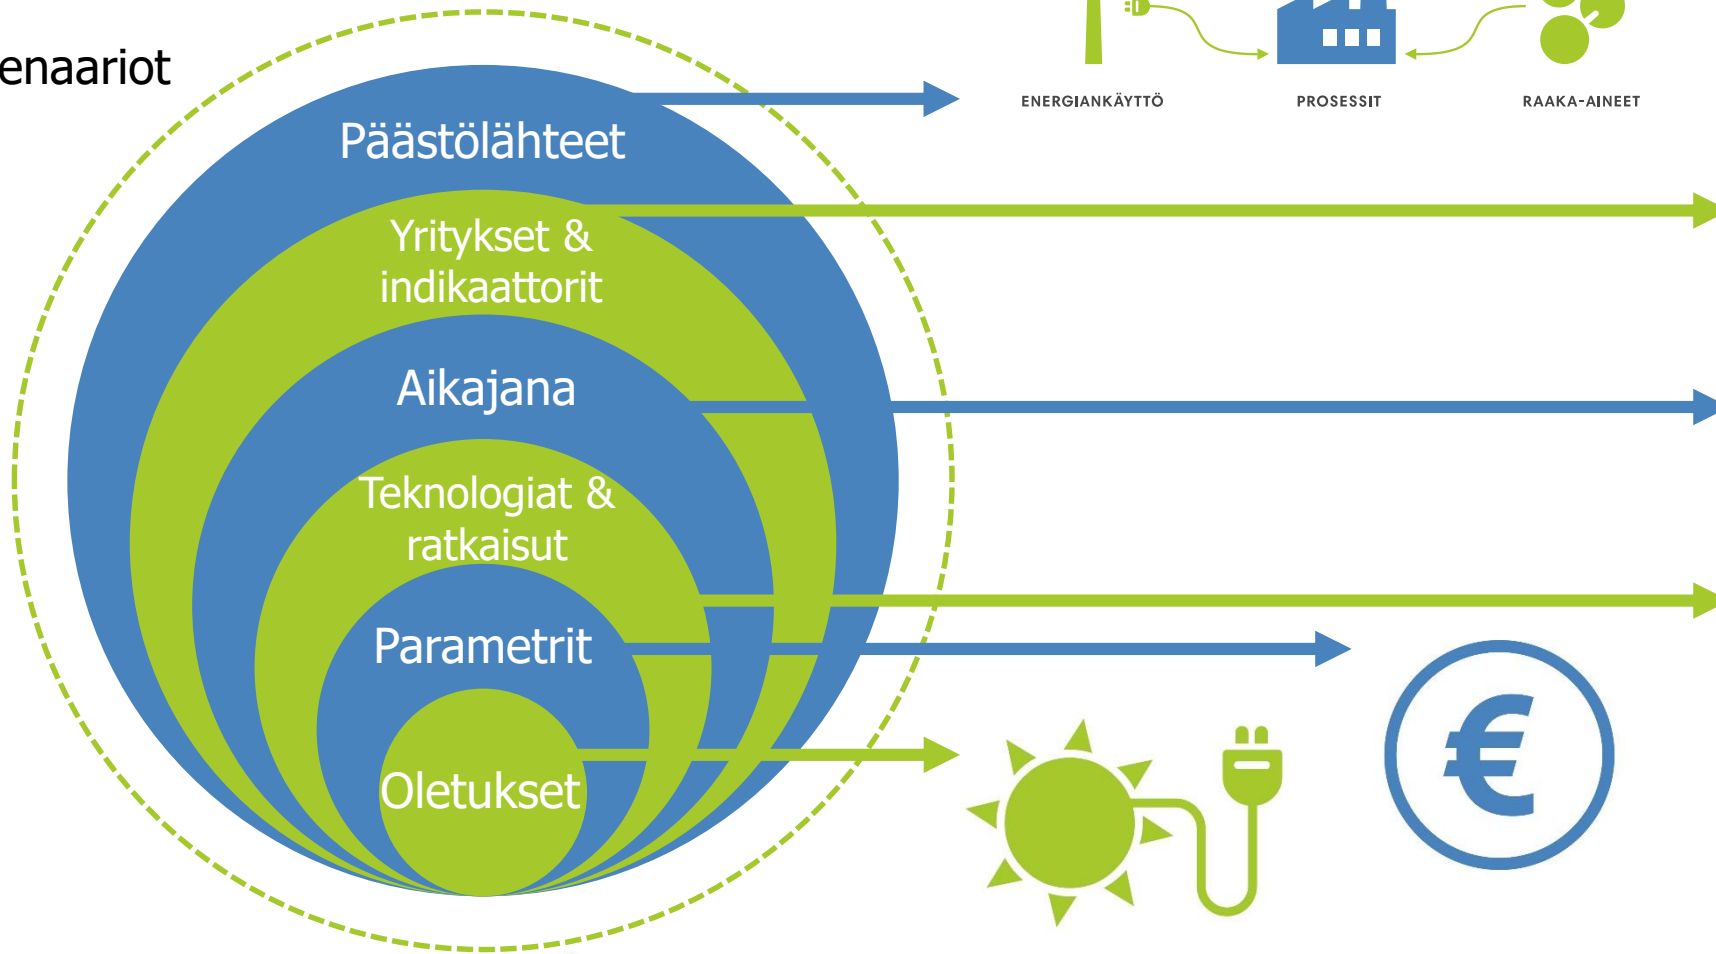 enaariot
ENERGIANKÄYTTÖ
PROSESSIT
RAAKA-AINEET
Päästölähteet
Yritykset &
indikaattorit
Aikajana
Teknologiat &
ratkaisut
Parametrit
Oletukset
€